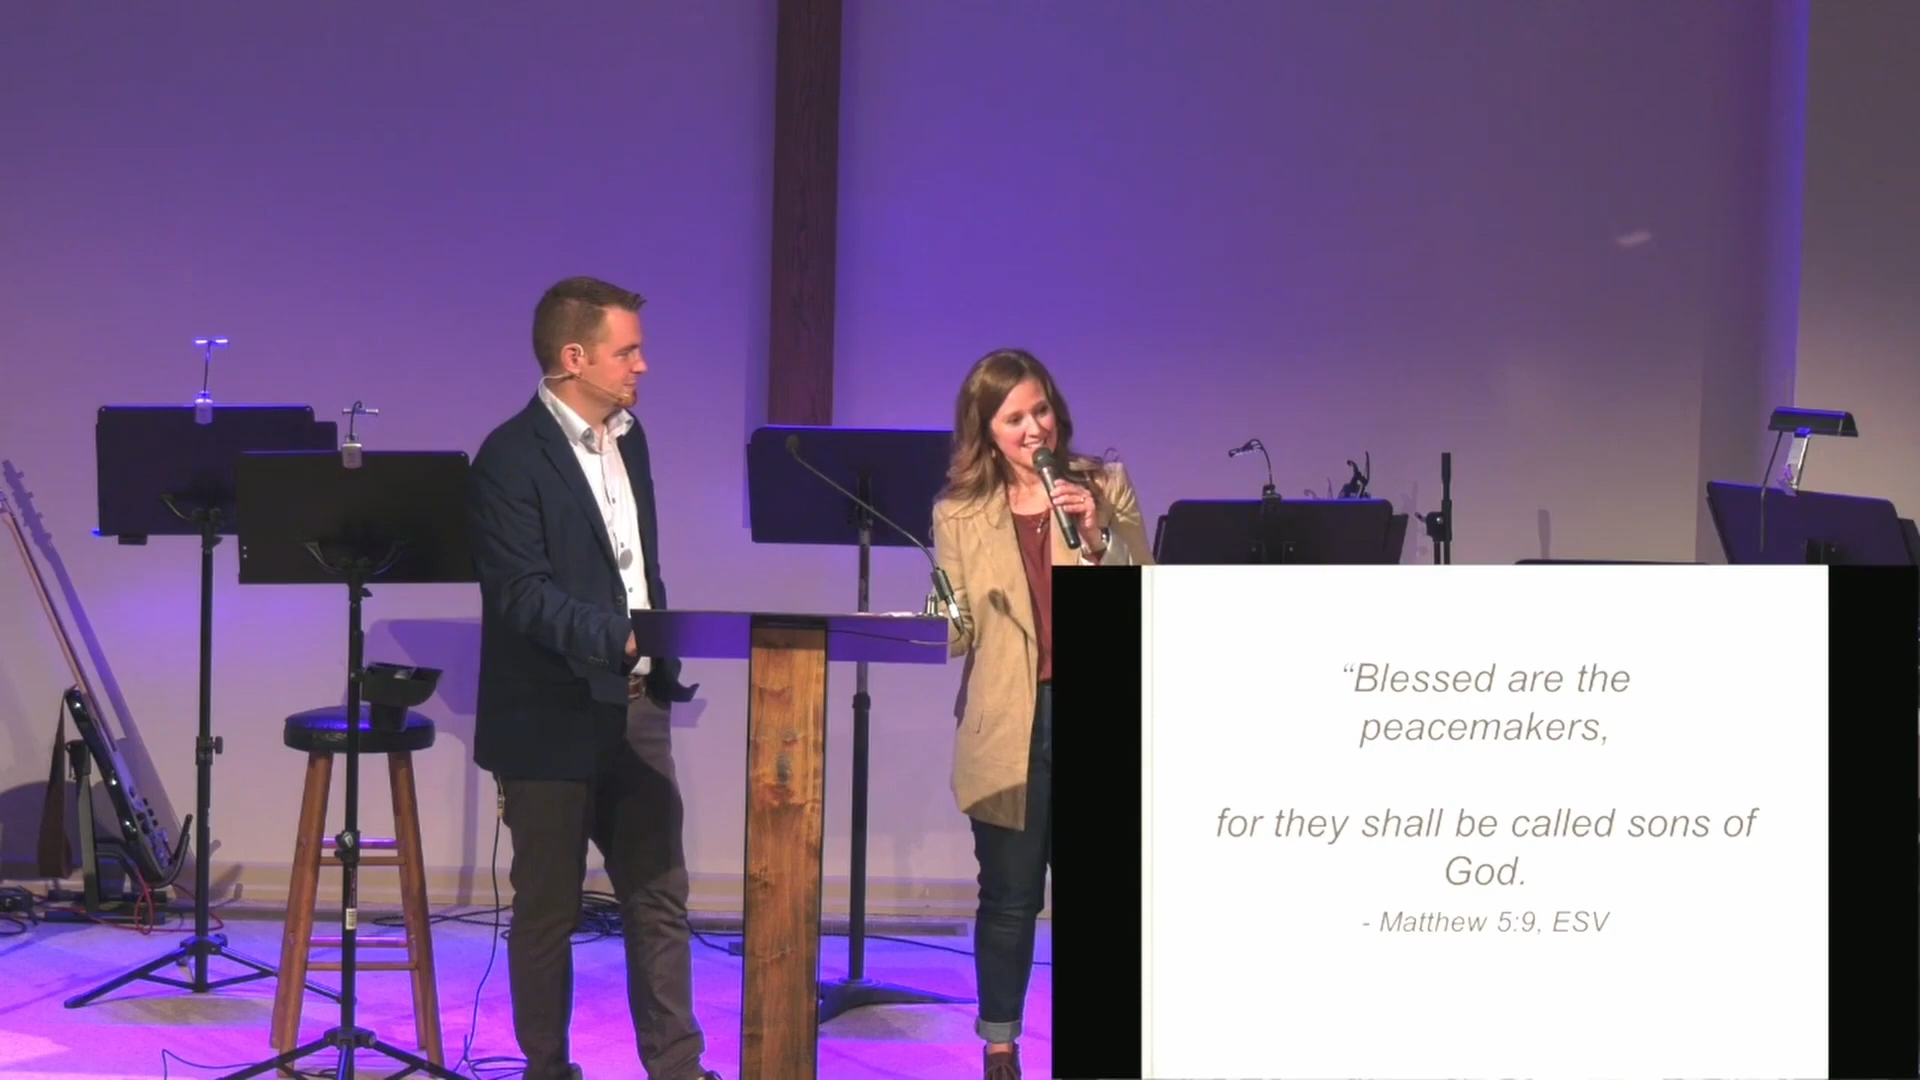 “Blessed are the
peacemakers,
for they shall be called sons of
God.
- Matthew 5:9, ESV